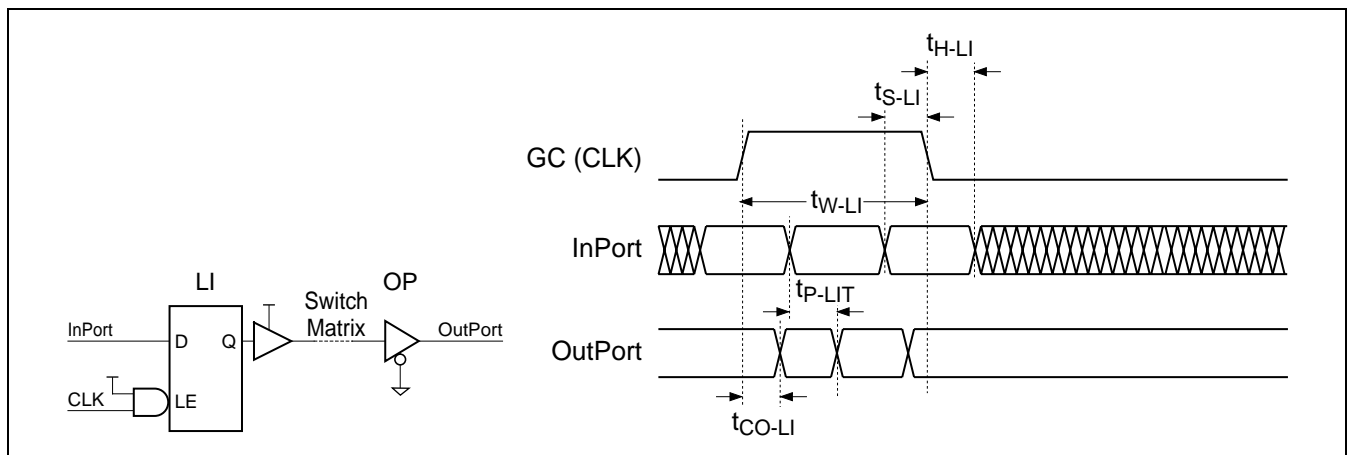 LI
OP
Switch
Matrix
InPort
D
Q
OutPort
CLK
LE
tH-LI
tS-LI
GC (CLK)
tW-LI
InPort
tP-LIT
OutPort
tCO-LI